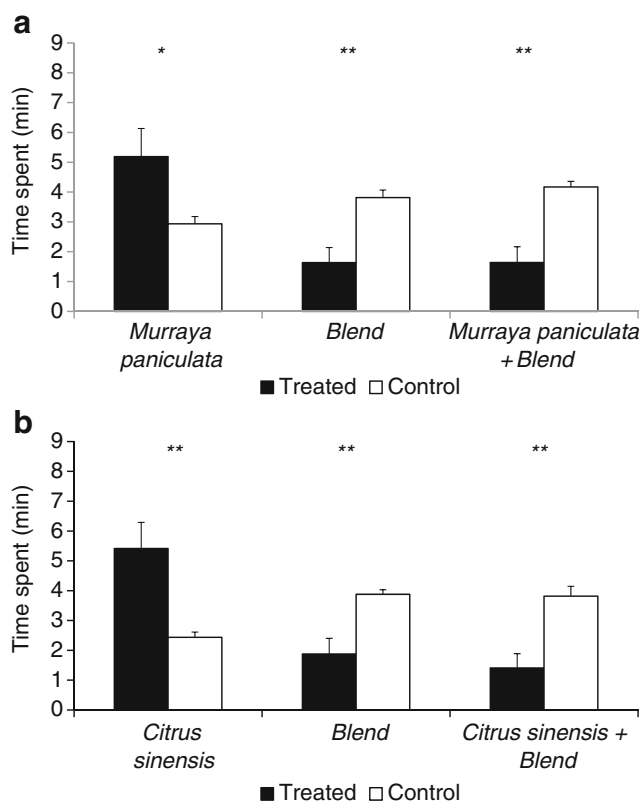 a
* ** **
9
8
7
6
5
4
3
2
1
0
Time spent (min)
Murraya paniculata
Blend
Murraya paniculata + Blend
Treated Control
b
** ** **
9
8
7
6
5
4
3
2
1
0
Time spent (min)
Citrus sinensis
Blend
Citrus sinensis + Blend
Treated Control